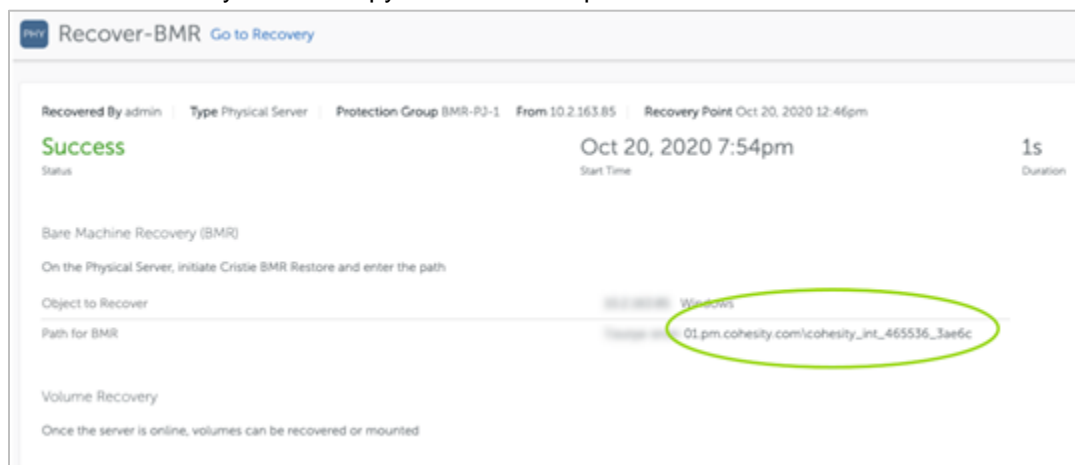 PHY Recover-BMR Go to Recovery
Recovered By admin Type Physical Server Protection Group BMR-PJ-1 From 10.2.163.85 Recovery Point Oct 20, 2020 12:46pm
Success Oct 20, 2020 7:54pm 1s
Status Start Time Duration
Bare Machine Recovery (BMR)
On the Physical Server, initiate Cristie BMR Restore and enter the path
Object to Recover Windows
Path for BMR 01.pm.cohesity.com\cohesity_int_465536_3ae6c
Volume Recovery
Once the server is online, volumes can be recovered or mounted